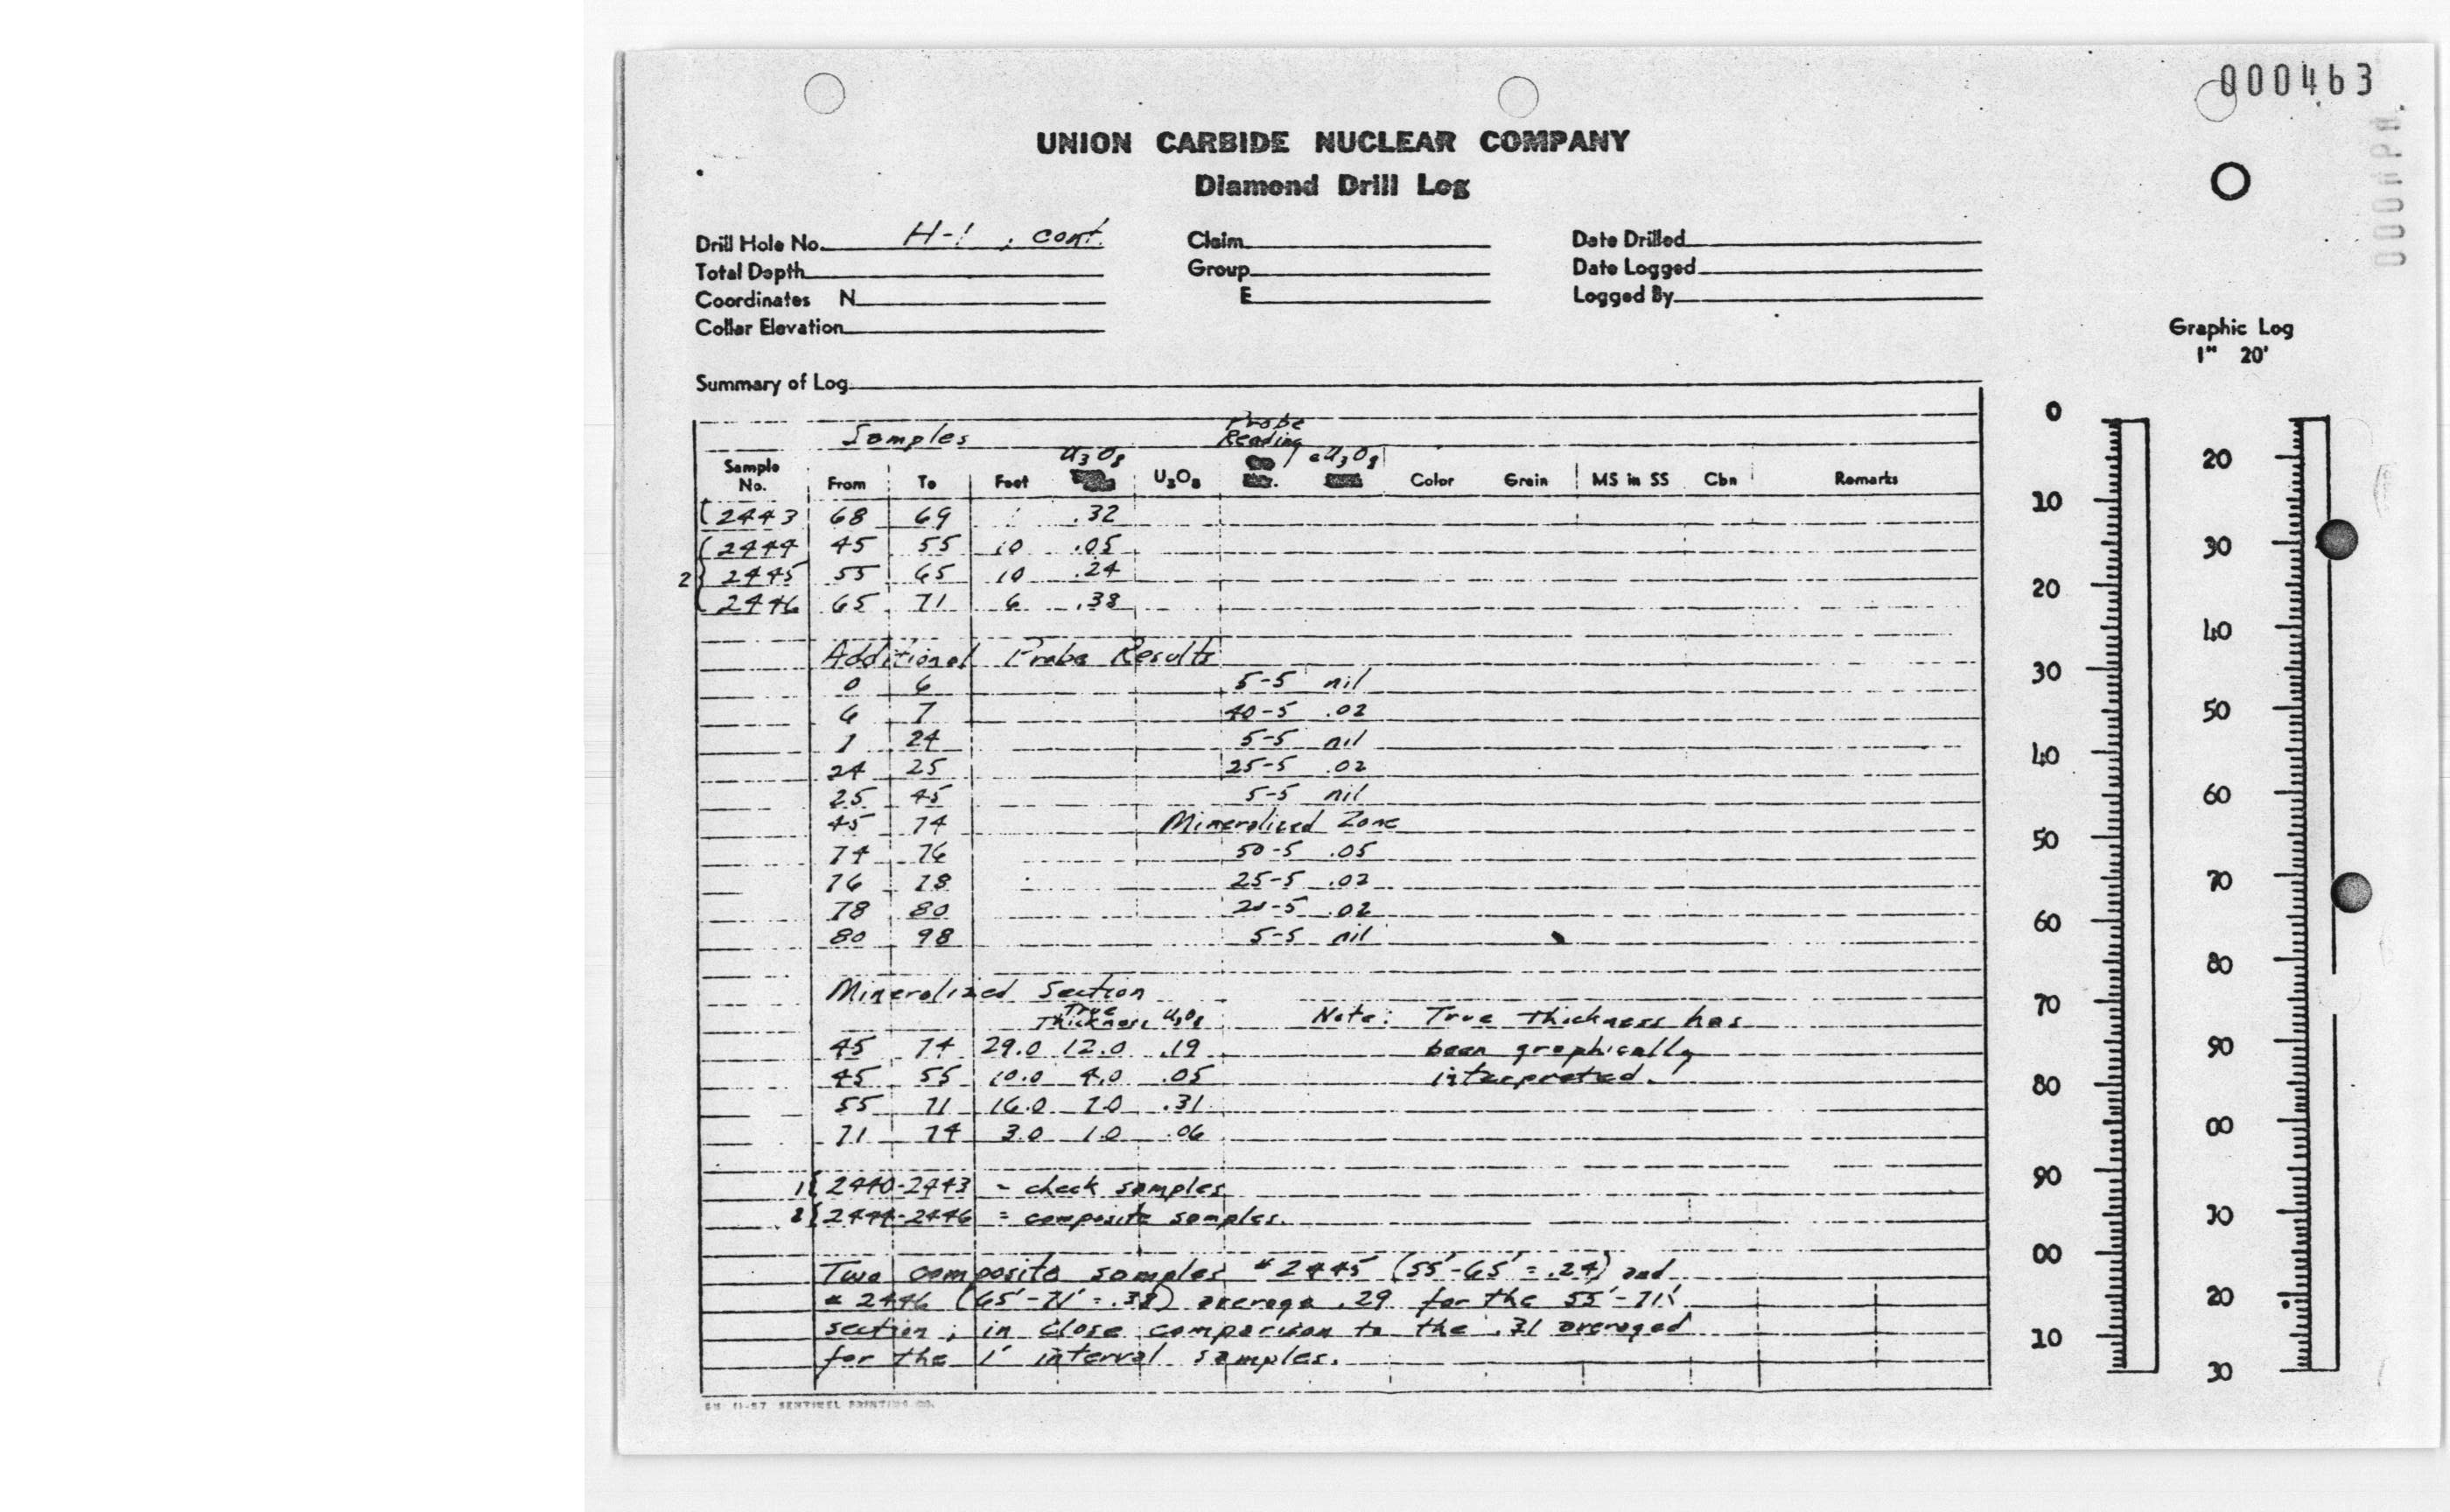 000463
UNION CARBIDE NUCLEAR COMPANY
Diamond Drill Log
Drill Hole No. H-1, cont. Claim Date Drilled
Total Depth Group Date Logged
Coordinates N E Logged By
Collar Elevation
Graphic Log
1" 20'
Summary of Log
Samples Probe Reading
Sample No. From To Feet U3O8 U3O8 / eU3O8 Color Grain MS in SS Cbn Remarks
{2443 68 69 .32
{2444 45 55 10 .05
2{ 2445 55 65 10 .24
2446 65 71 6 .38
Additional Probe Results
0 6 5-5 nil
6 7 40-5 .02
7 24 5-5 nil
24 25 25-5 .02
25 45 5-5 nil
45 74 Mineralized Zone
74 76 50-5 .05
76 78 25-5 .02
78 80 20-5 .02
80 98 5-5 nil
Mineralized Section
True Thickness U3O8 Note: True thickness has
45 74 29.0 12.0 .19 been graphically
45 55 10.0 4.0 .05 interpreted.
55 71 16.0 7.0 .31
71 74 3.0 1.0 .06
1{ 2440-2443 = check samples
2{ 2444-2446 = composite samples.
Two composite samples #2445 (55'-65' = .24) and
#2446 (65'-71' = .38) average .29 for the 55'-71'
section; in close comparison to the .31 averaged
for the 1' interval samples.
SENTINEL PRINTING CO.
0
10
20
30
40
50
60
70
80
90
00
10
20
30
40
50
60
70
80
90
00
10
20
30